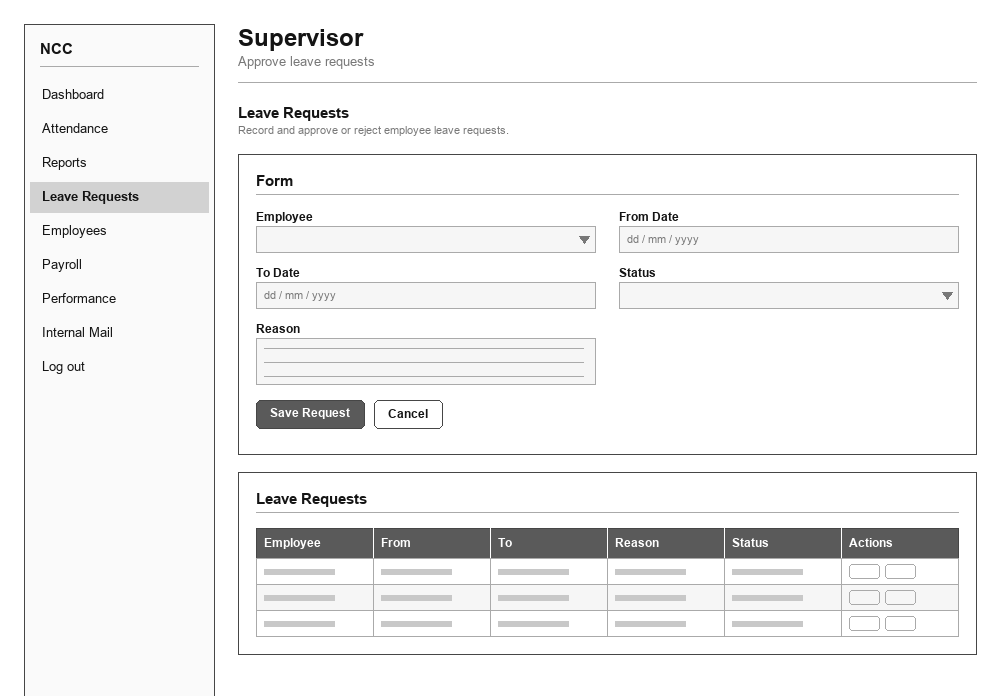 NCC
Dashboard
Attendance
Reports
Leave Requests
Employees
Payroll
Performance
Internal Mail
Log out
Supervisor
Approve leave requests
Leave Requests
Record and approve or reject employee leave requests.
Form
Employee
From Date
dd / mm / yyyy
To Date
Status
dd / mm / yyyy
Reason
Save Request
Cancel
Leave Requests
Employee From To Reason Status Actions